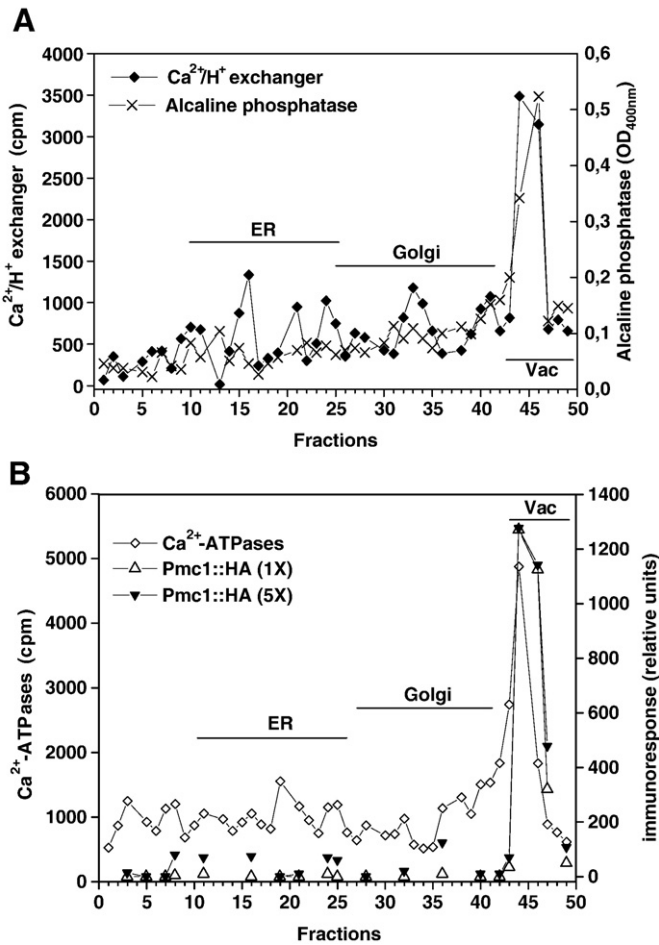 A
Ca2+/H+ exchanger
Alcaline phosphatase
Ca2+/H+ exchanger (cpm)
4000
3500
3000
2500
2000
1500
1000
500
0
ER
Golgi
Vac
0,6
0,5
0,4
0,3
0,2
0,1
0,0
Alcaline phosphatase (OD400nm)
0 5 10 15 20 25 30 35 40 45 50
Fractions
B
Ca2+-ATPases
Pmc1::HA (1X)
Pmc1::HA (5X)
Ca2+-ATPases (cpm)
6000
5000
4000
3000
2000
1000
0
Vac
Golgi
ER
1400
1200
1000
800
600
400
200
0
immunoresponse (relative units)
0 5 10 15 20 25 30 35 40 45 50
Fractions